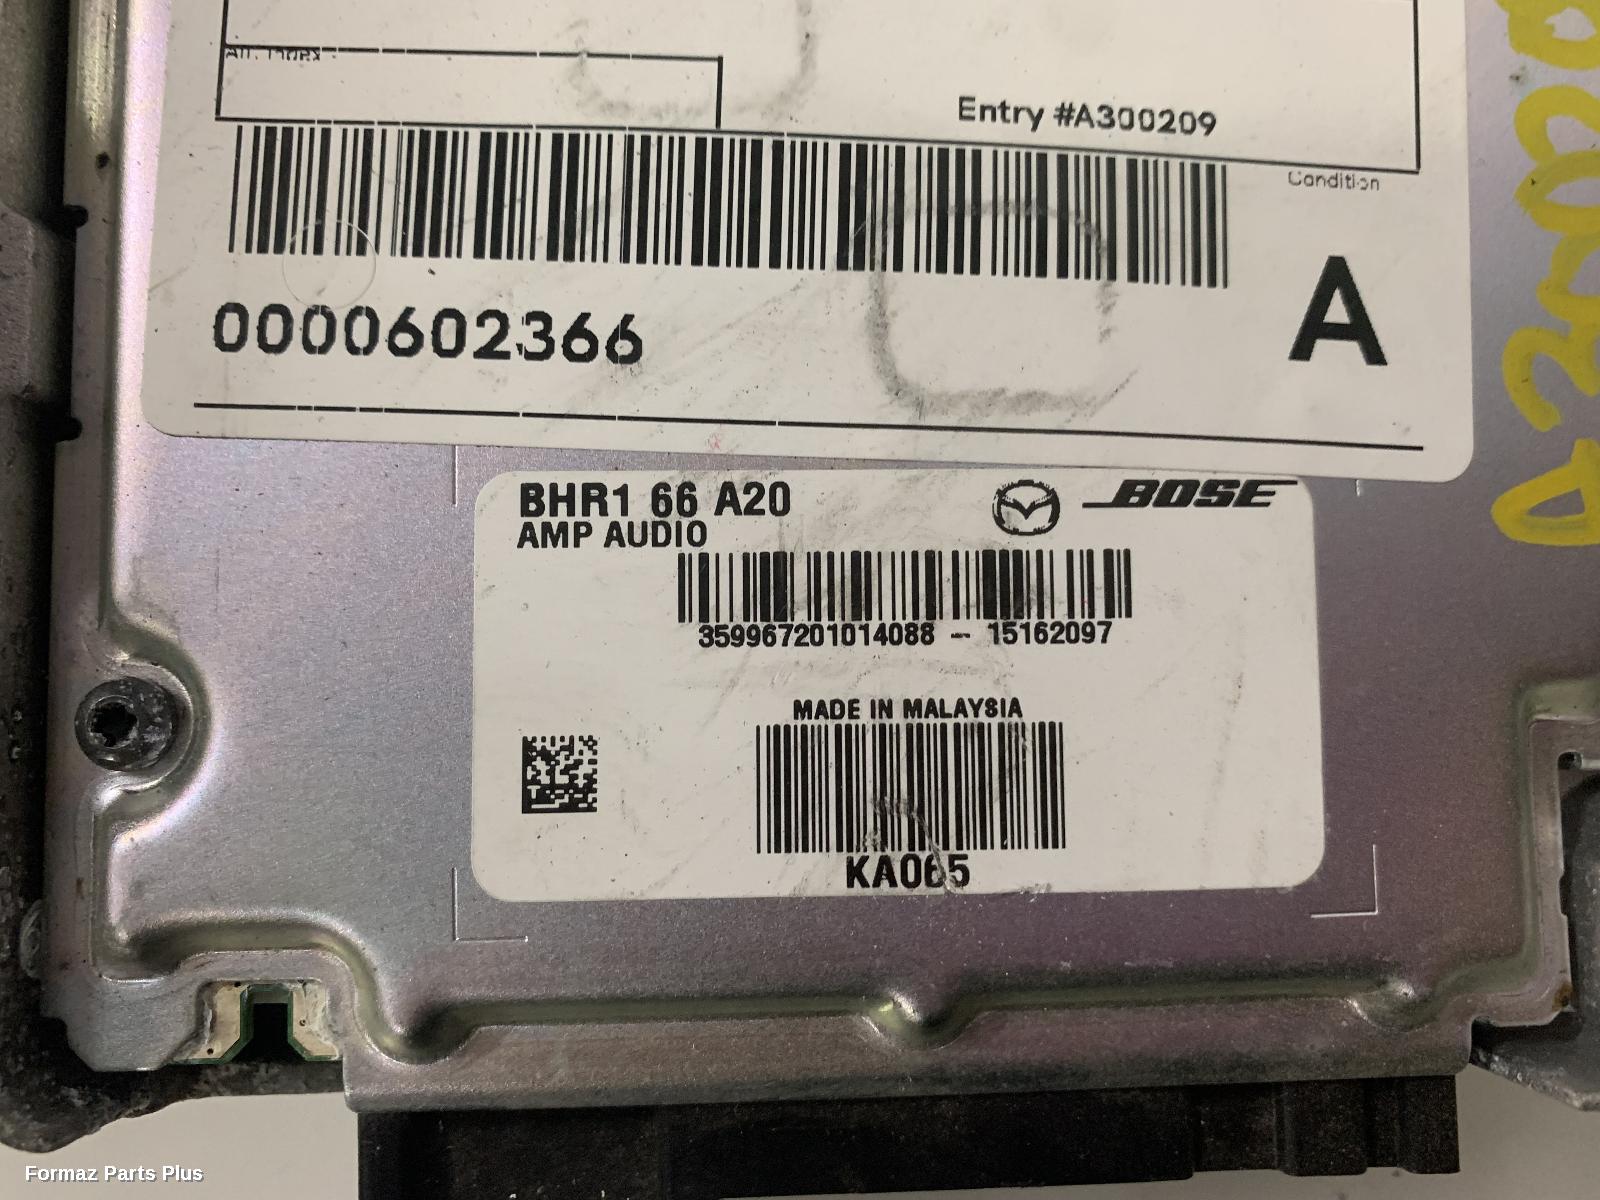 Entry #A300209
Condition
0000602366
A
BHR1 66 A20
BOSE
AMP AUDIO
359967201014088 - 15162097
MADE IN MALAYSIA
KA065
Formaz Parts Plus